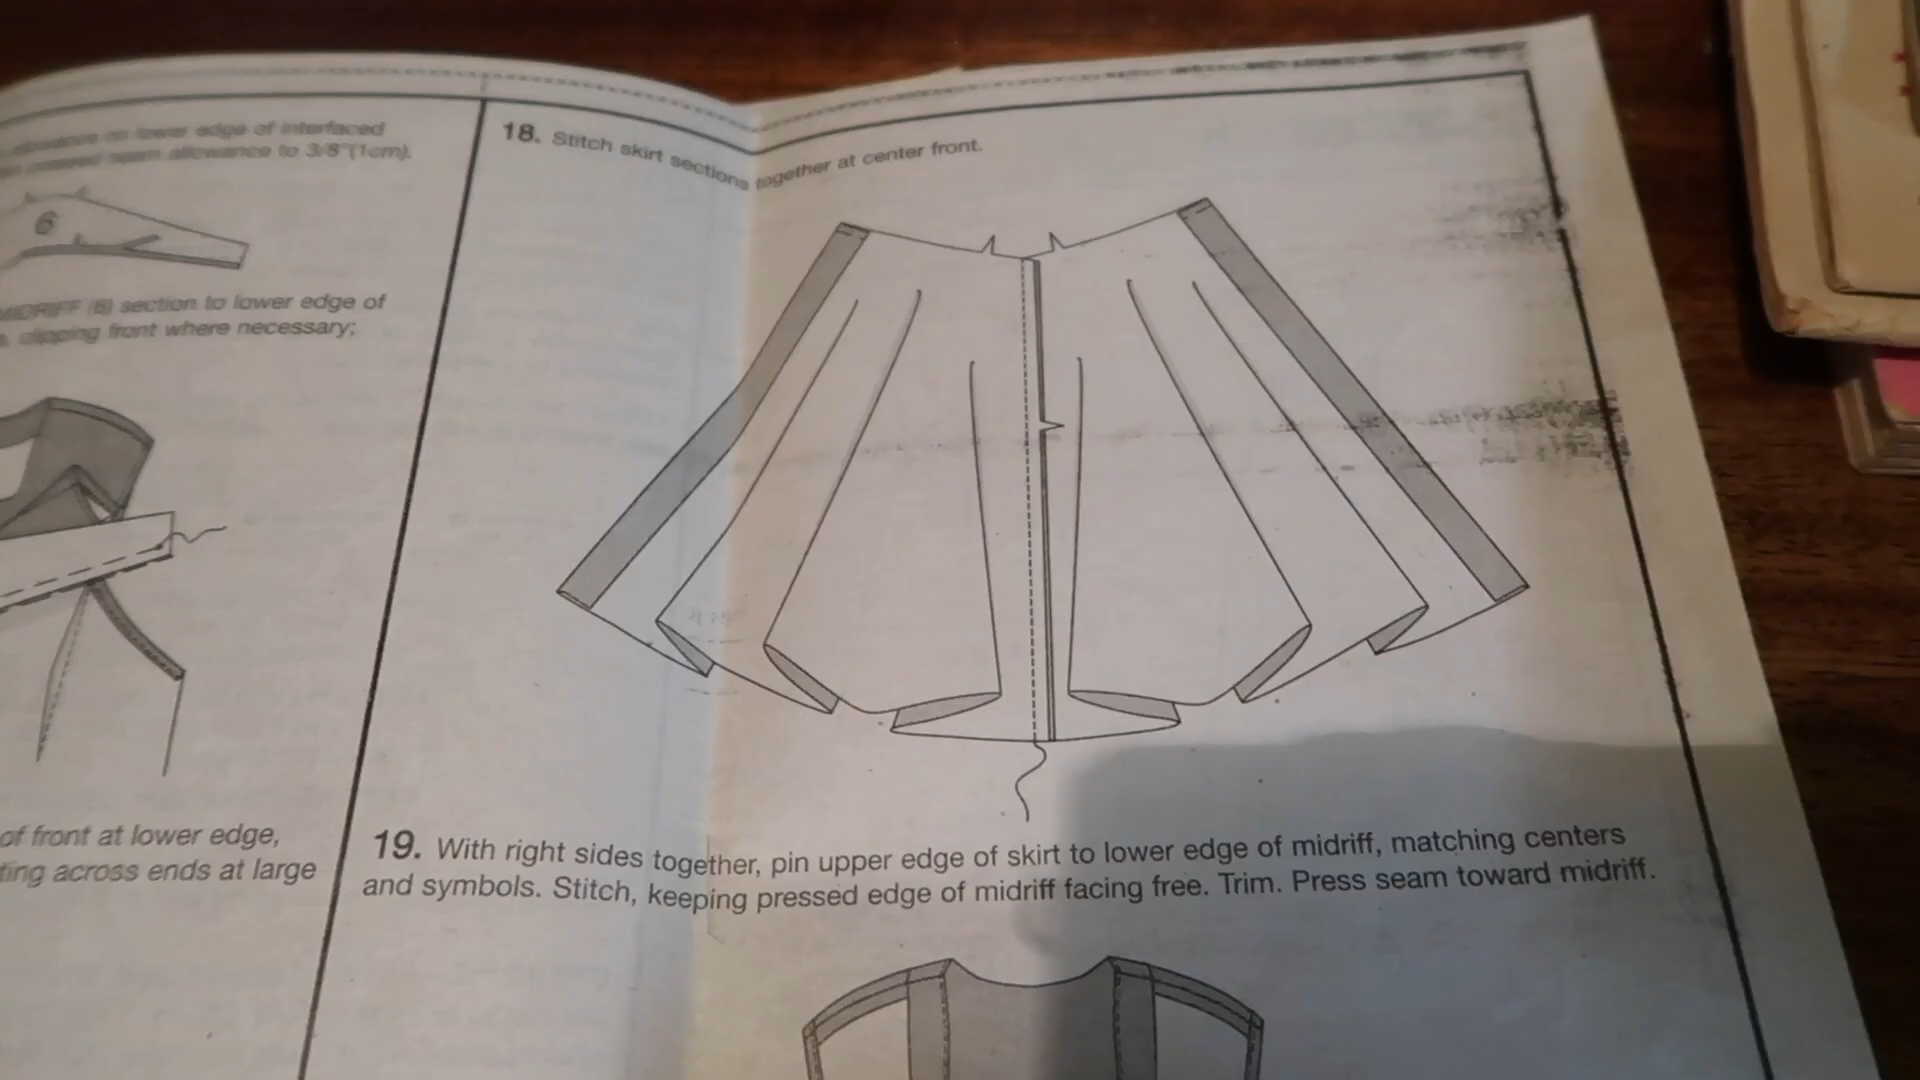 allowance on lower edge of interfaced
seam allowance to 3/8"(1cm).
6
MIDRIFF (6) section to lower edge of
clipping front where necessary;
of front at lower edge,
ting across ends at large
18. Stitch skirt sections together at center front.
19. With right sides together, pin upper edge of skirt to lower edge of midriff, matching centers
and symbols. Stitch, keeping pressed edge of midriff facing free. Trim. Press seam toward midriff.